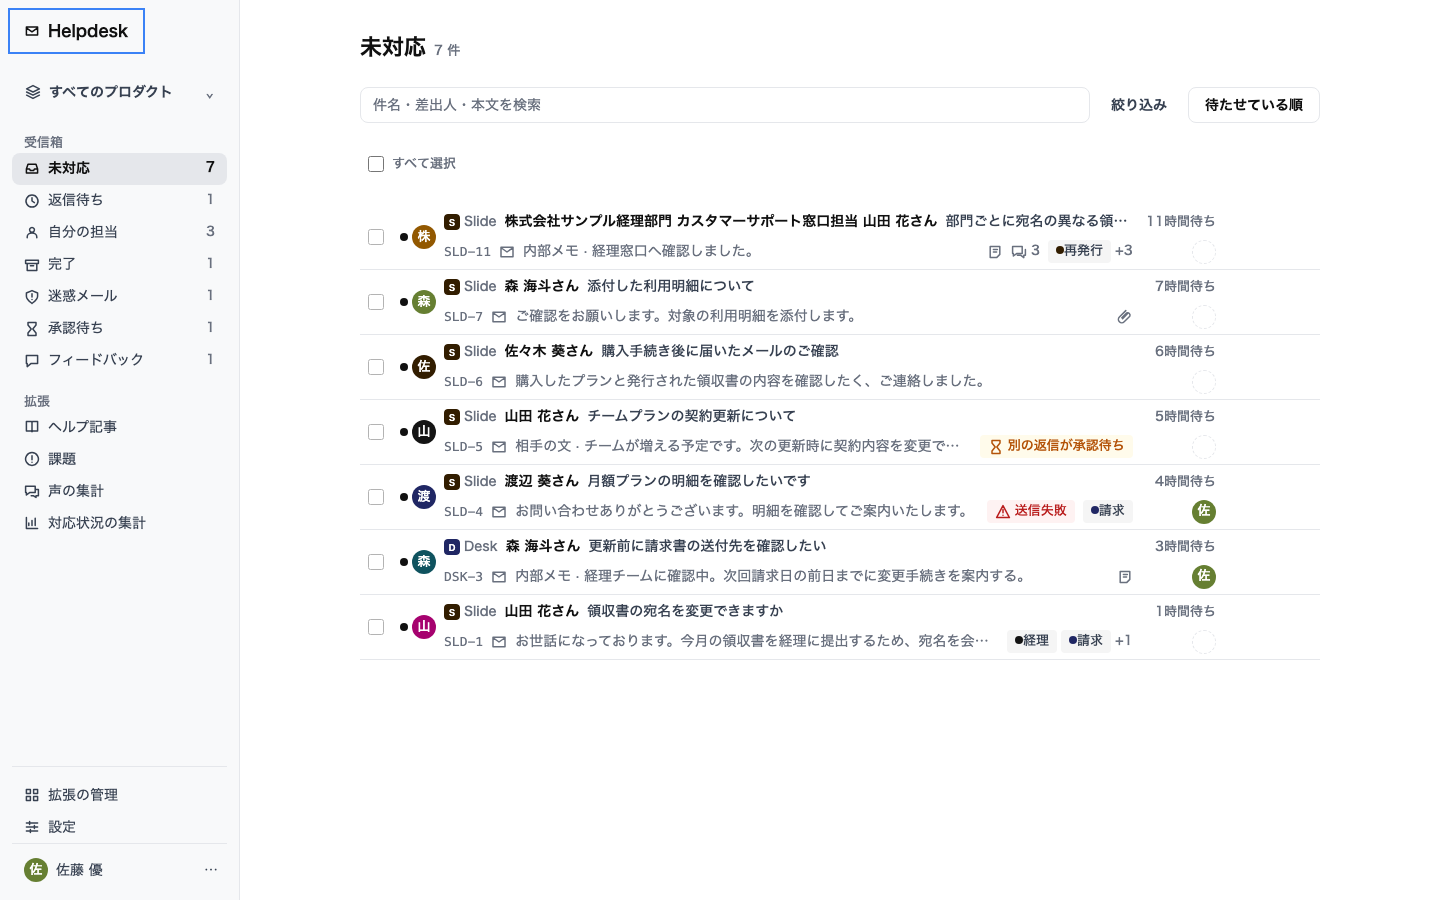 Helpdesk
すべてのプロダクト
受信箱
未対応 7
返信待ち 1
自分の担当 3
完了 1
迷惑メール 1
承認待ち 1
フィードバック 1
拡張
ヘルプ記事
課題
声の集計
対応状況の集計
拡張の管理
設定
佐 佐藤 優 …
未対応 7 件
件名・差出人・本文を検索 絞り込み 待たせている順
すべて選択
株 S Slide 株式会社サンプル経理部門 カスタマーサポート窓口担当 山田 花さん 部門ごとに宛名の異なる領… 11時間待ち
SLD-11 内部メモ · 経理窓口へ確認しました。 3 再発行 +3
森 S Slide 森 海斗さん 添付した利用明細について 7時間待ち
SLD-7 ご確認をお願いします。対象の利用明細を添付します。
佐 S Slide 佐々木 葵さん 購入手続き後に届いたメールのご確認 6時間待ち
SLD-6 購入したプランと発行された領収書の内容を確認したく、ご連絡しました。
山 S Slide 山田 花さん チームプランの契約更新について 5時間待ち
SLD-5 相手の文 · チームが増える予定です。次の更新時に契約内容を変更で… 別の返信が承認待ち
渡 S Slide 渡辺 葵さん 月額プランの明細を確認したいです 4時間待ち
SLD-4 お問い合わせありがとうございます。明細を確認してご案内いたします。 送信失敗 請求 佐
森 D Desk 森 海斗さん 更新前に請求書の送付先を確認したい 3時間待ち
DSK-3 内部メモ · 経理チームに確認中。次回請求日の前日までに変更手続きを案内する。 佐
山 S Slide 山田 花さん 領収書の宛名を変更できますか 1時間待ち
SLD-1 お世話になっております。今月の領収書を経理に提出するため、宛名を会… 経理 請求 +1